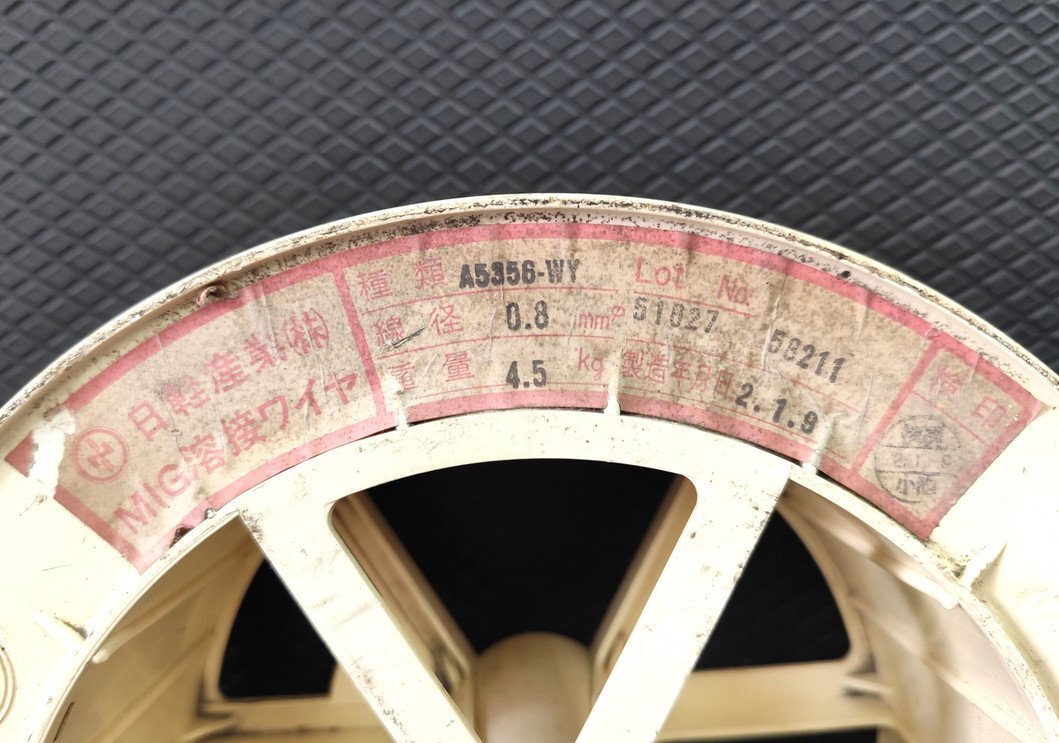 日軽産業(株)
MIG溶接ワイヤ
種類 A5356-WY
線径 0.8 mmφ
重量 4.5 kg
Lot No.
51827 58211
製造年月日 2.1.9
検印